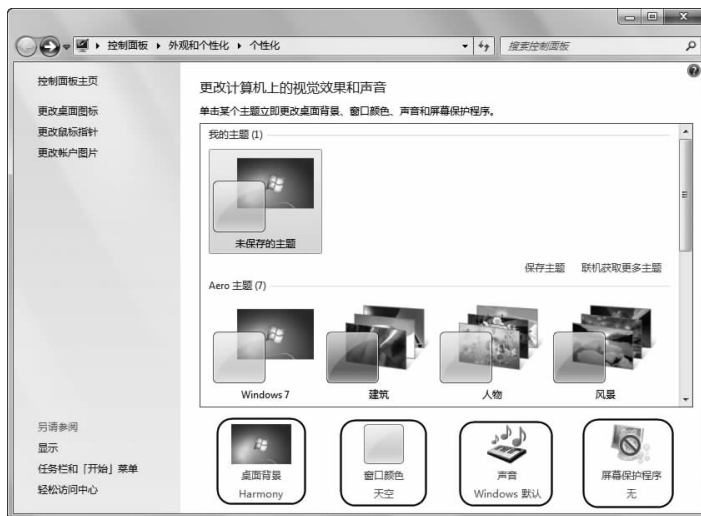 控制面板 ▸ 外观和个性化 ▸ 个性化
搜索控制面板
控制面板主页
更改桌面图标
更改鼠标指针
更改帐户图片
更改计算机上的视觉效果和声音
单击某个主题立即更改桌面背景、窗口颜色、声音和屏幕保护程序。
我的主题 (1)
未保存的主题
保存主题 联机获取更多主题
Aero 主题 (7)
Windows 7 建筑 人物 风景
另请参阅
显示
任务栏和「开始」菜单
轻松访问中心
桌面背景 窗口颜色 声音 屏幕保护程序
Harmony 天空 Windows 默认 无